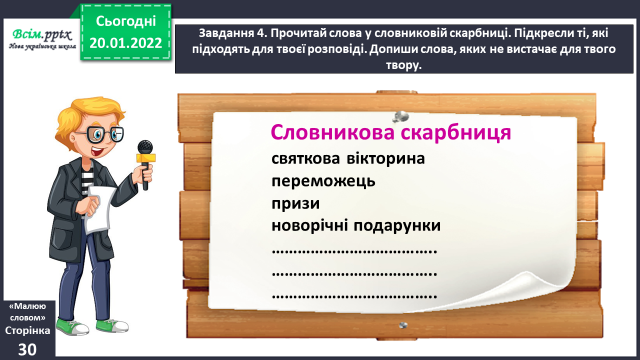 Всім.pptx
Нова українська школа
Сьогодні
20.01.2022
Завдання 4. Прочитай слова у словниковій скарбниці. Підкресли ті, які
підходять для твоєї розповіді. Допиши слова, яких не вистачає для твого
твору.
Словникова скарбниця
святкова вікторина
переможець
призи
новорічні подарунки
…………………………………..
…………………………………..
…………………………………..
«Малюю
словом»
Сторінка
30